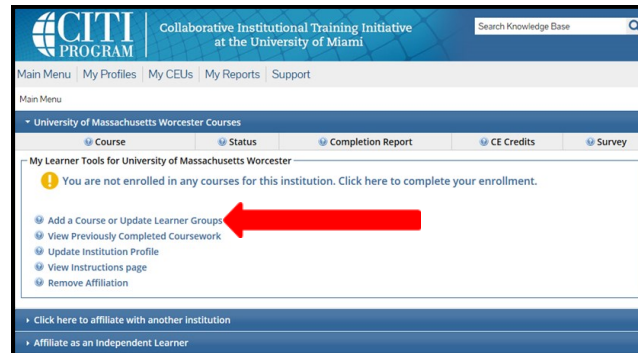 CITI
PROGRAM
Collaborative Institutional Training Initiative
at the University of Miami
Search Knowledge Base
Main Menu My Profiles My CEUs My Reports Support
Main Menu
University of Massachusetts Worcester Courses
Course Status Completion Report CE Credits Survey
My Learner Tools for University of Massachusetts Worcester
You are not enrolled in any courses for this institution. Click here to complete your enrollment.
Add a Course or Update Learner Groups
View Previously Completed Coursework
Update Institution Profile
View Instructions page
Remove Affiliation
Click here to affiliate with another institution
Affiliate as an Independent Learner